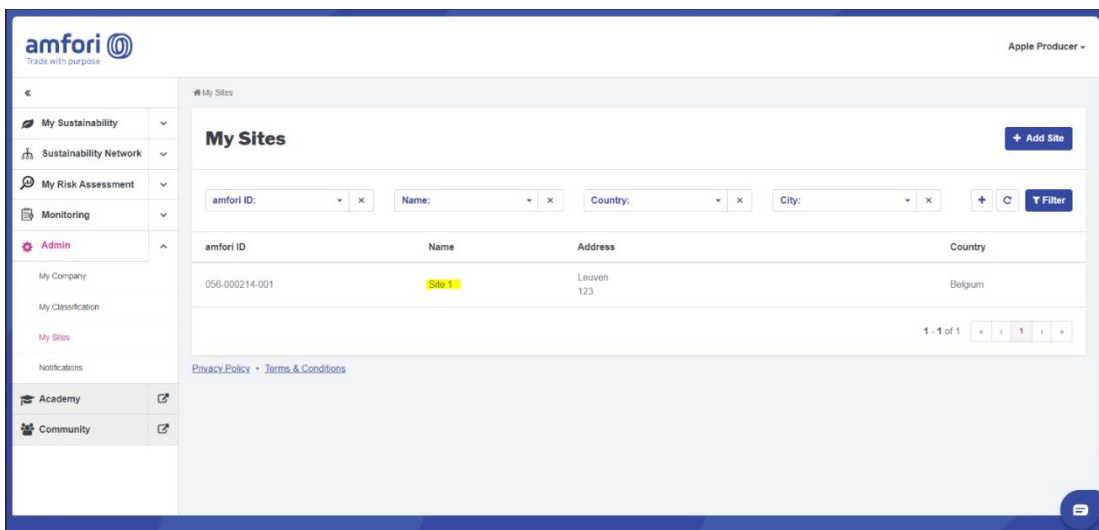 amfori
Trade with purpose
Apple Producer
«
My Sites
My Sustainability
Sustainability Network
My Risk Assessment
Monitoring
Admin
My Company
My Classification
My Sites
Notifications
Academy
Community
My Sites
+ Add Site
amfori ID: × Name: × Country: × City: × + Filter
amfori ID Name Address Country
056-000214-001 Site 1 Leuven Belgium
123
1 - 1 of 1 « ‹ 1 › »
Privacy Policy • Terms & Conditions